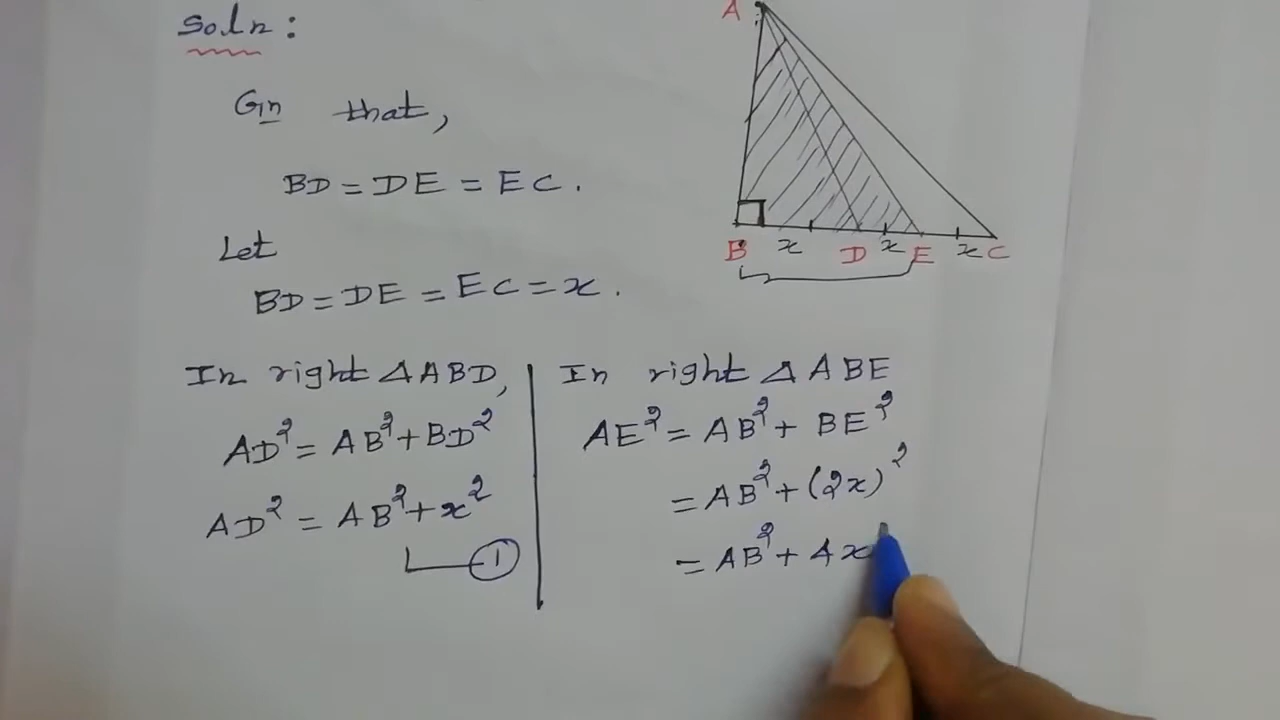 Soln :
Gn that,
BD = DE = EC.
Let
BD = DE = EC = x.
In right ΔABD,
AD² = AB² + BD²
AD² = AB² + x²
①
In right Δ ABE
AE² = AB² + BE²
= AB² + (2x)²
= AB² + 4x
A
B x D x E x C